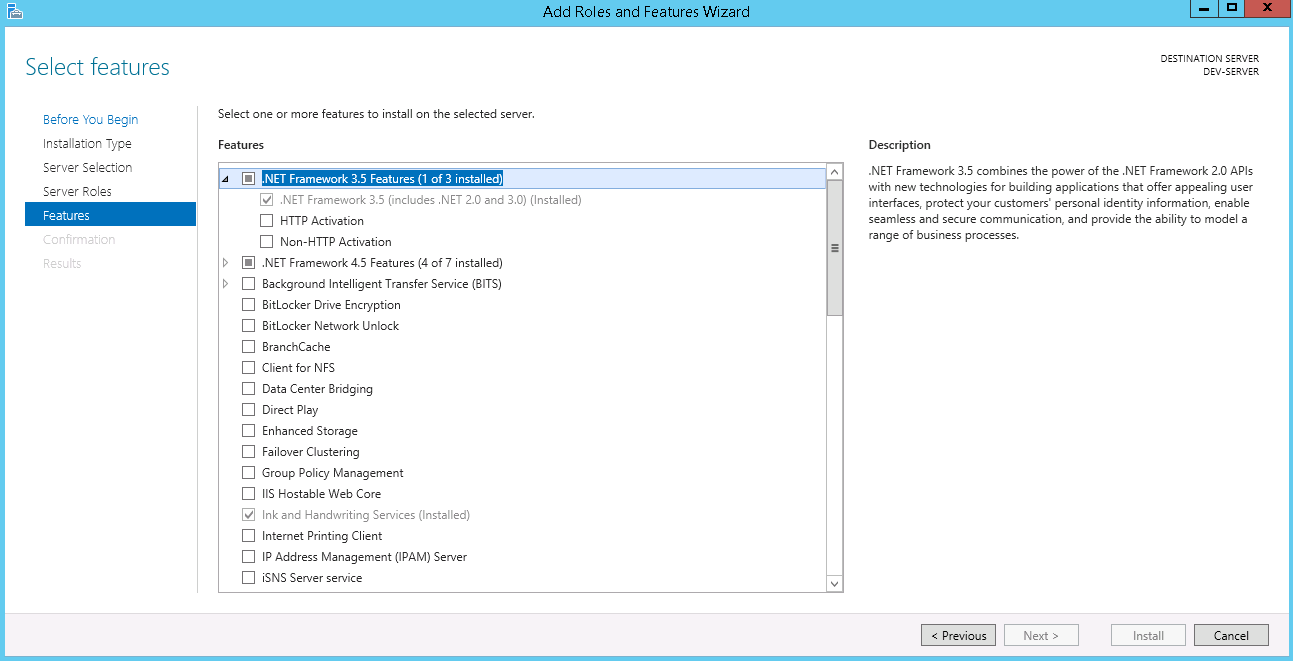 Add Roles and Features Wizard
Select features
DESTINATION SERVER
DEV-SERVER
Before You Begin
Installation Type
Server Selection
Server Roles
Features
Confirmation
Results
Select one or more features to install on the selected server.
Features
.NET Framework 3.5 Features (1 of 3 installed)
.NET Framework 3.5 (includes .NET 2.0 and 3.0) (Installed)
HTTP Activation
Non-HTTP Activation
.NET Framework 4.5 Features (4 of 7 installed)
Background Intelligent Transfer Service (BITS)
BitLocker Drive Encryption
BitLocker Network Unlock
BranchCache
Client for NFS
Data Center Bridging
Direct Play
Enhanced Storage
Failover Clustering
Group Policy Management
IIS Hostable Web Core
Ink and Handwriting Services (Installed)
Internet Printing Client
IP Address Management (IPAM) Server
iSNS Server service
Description
.NET Framework 3.5 combines the power of the .NET Framework 2.0 APIs
with new technologies for building applications that offer appealing user
interfaces, protect your customers' personal identity information, enable
seamless and secure communication, and provide the ability to model a
range of business processes.
< Previous
Next >
Install
Cancel